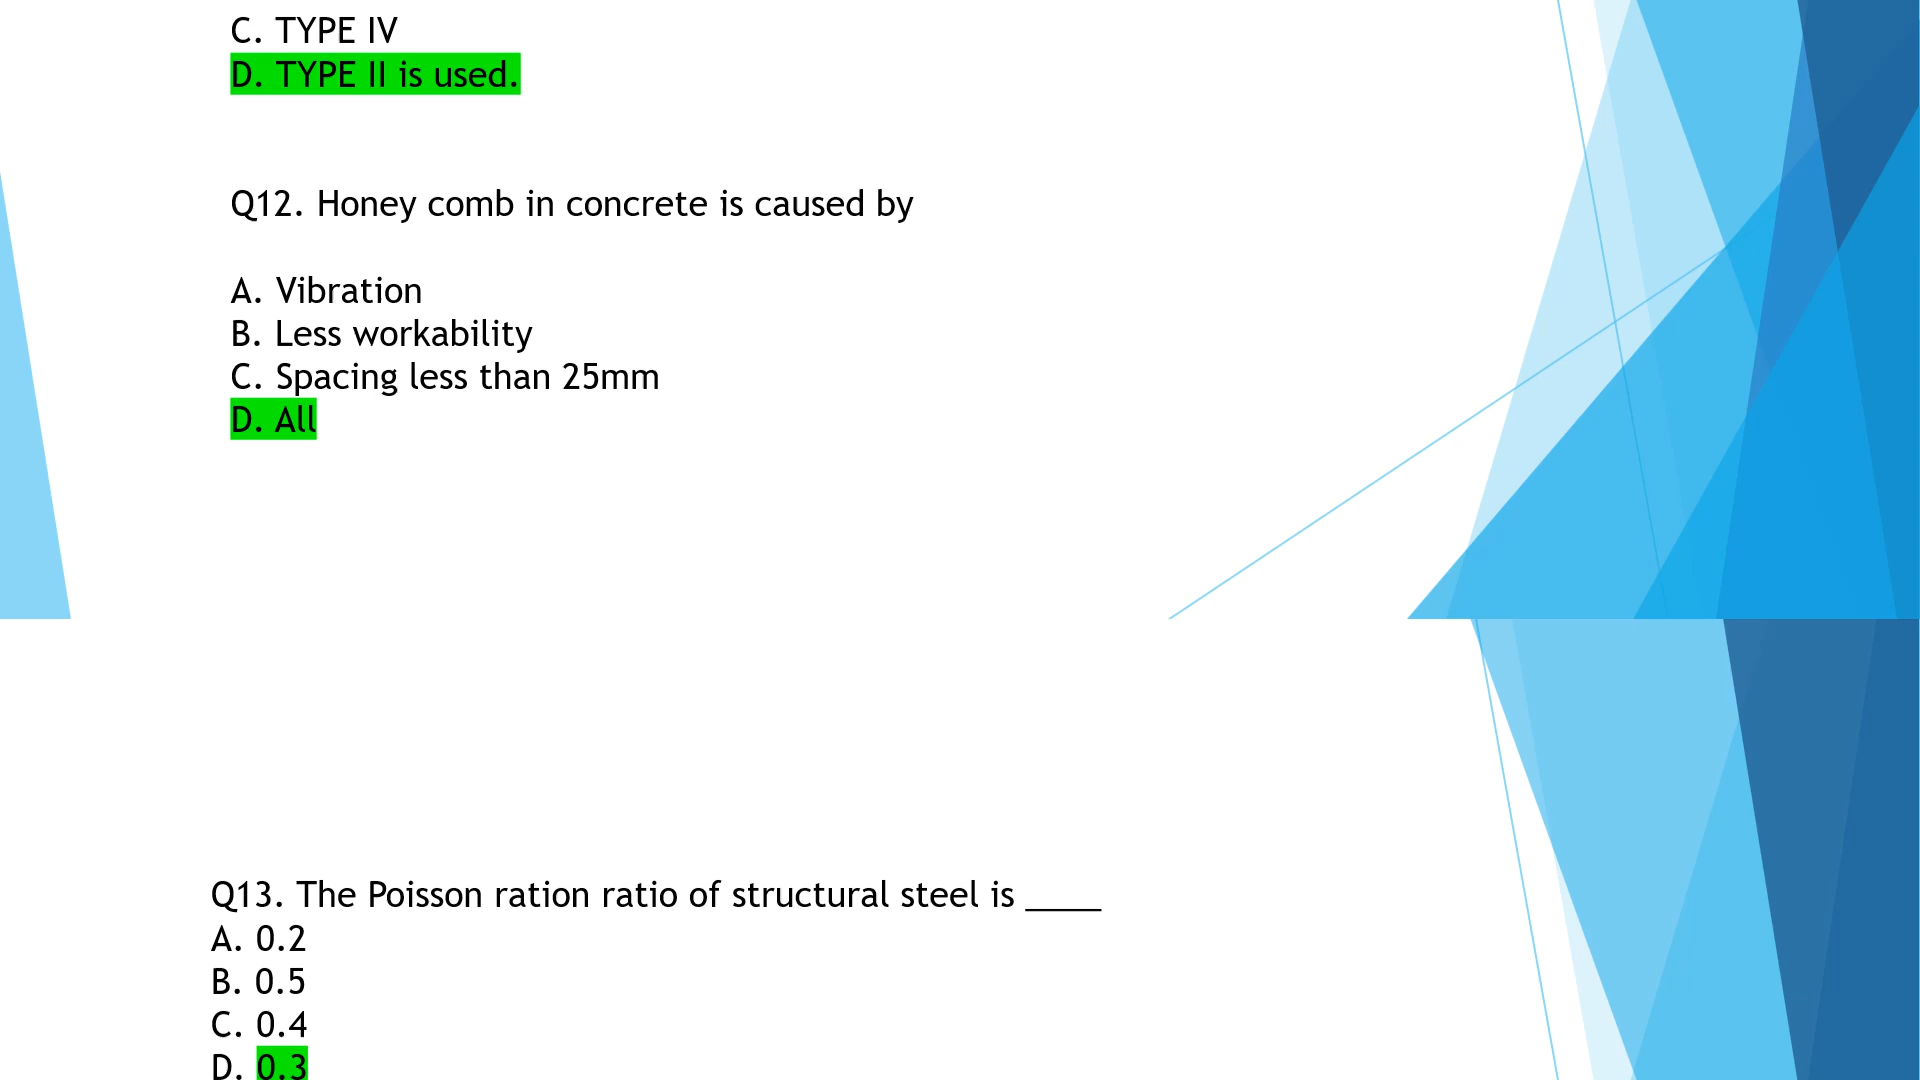 C. TYPE IV
D. TYPE II is used.
Q12. Honey comb in concrete is caused by
A. Vibration
B. Less workability
C. Spacing less than 25mm
D. All
Q13. The Poisson ration ratio of structural steel is ____
A. 0.2
B. 0.5
C. 0.4
D. 0.3